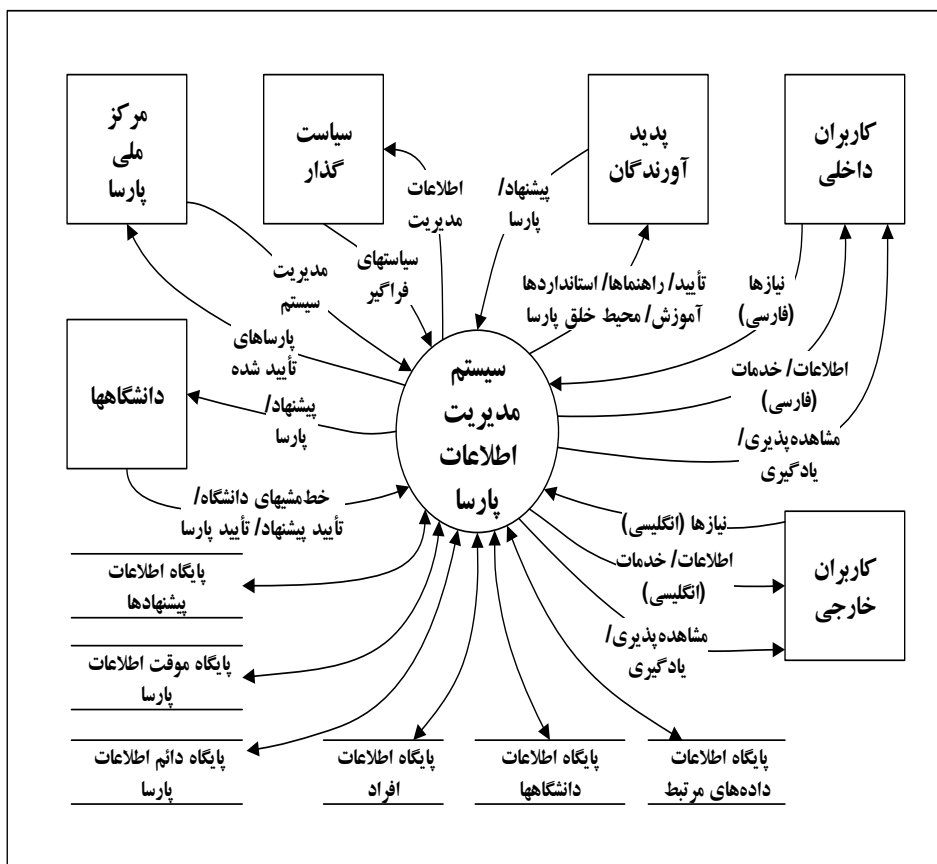 کاربران
داخلی
پدید
آورندگان
سیاست
گذار
مرکز
ملی
پارسا
پیشنهاد/
پارسا
اطلاعات
مدیریت
سیاستهای
فراگیر
مدیریت
سیستم
تأیید/ راهنماها/ استانداردها
آموزش/ محیط خلق پارسا
نیازها
(فارسی)
پارساهای
تأیید شده
اطلاعات/ خدمات
(فارسی)
سیستم
مدیریت
اطلاعات
پارسا
دانشگاهها
پیشنهاد/
پارسا
مشاهده‌پذیری/
یادگیری
خط‌مشیهای دانشگاه/
تأیید پیشنهاد/ تأیید پارسا
نیازها (انگلیسی)
اطلاعات/ خدمات
(انگلیسی)
کاربران
خارجی
مشاهده‌پذیری/
یادگیری
پایگاه اطلاعات
پیشنهادها
پایگاه موقت اطلاعات
پارسا
پایگاه اطلاعات
داده‌های مرتبط
پایگاه اطلاعات
دانشگاهها
پایگاه اطلاعات
افراد
پایگاه دائم اطلاعات
پارسا